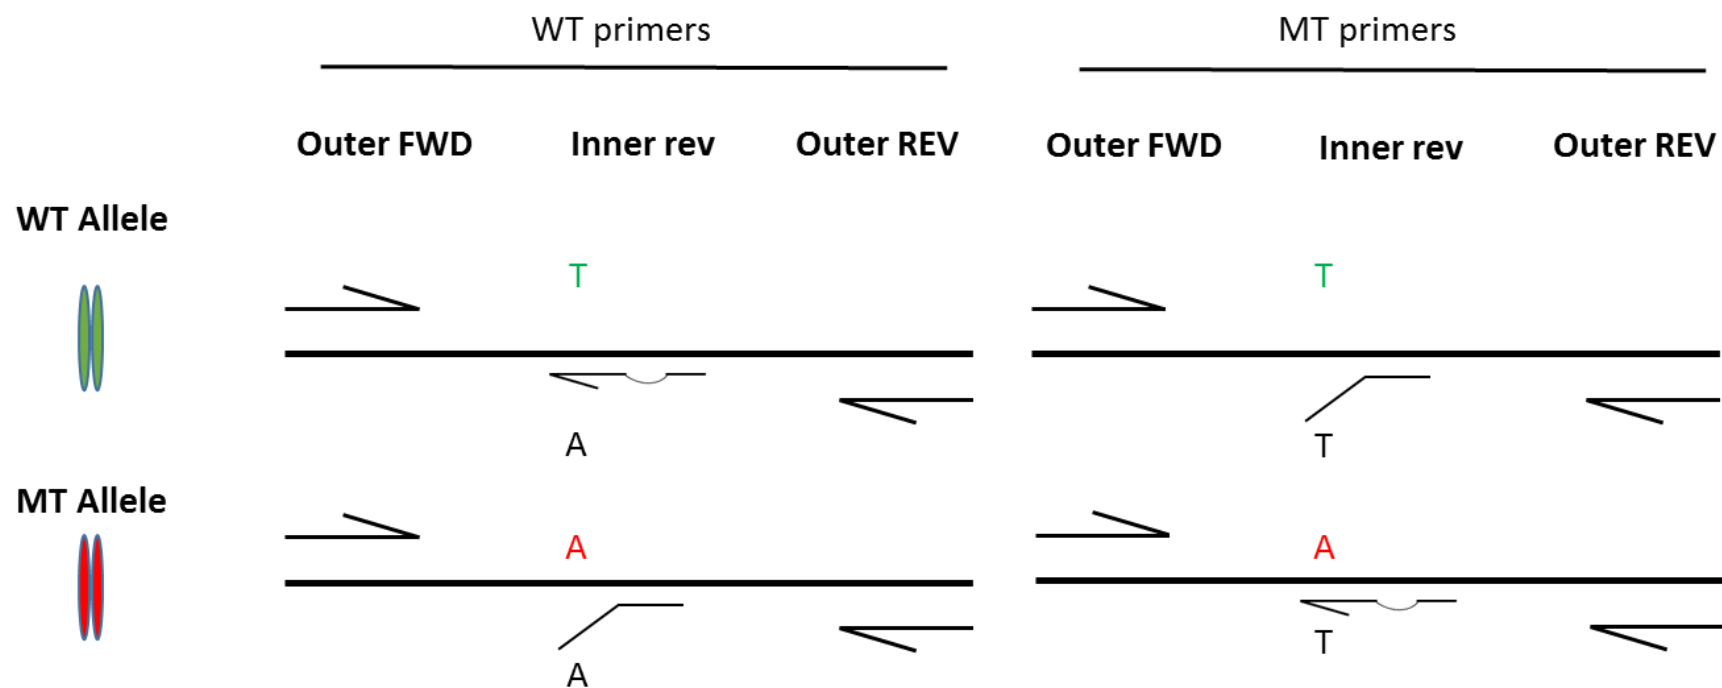 WT primers MT primers
Outer FWD Inner rev Outer REV Outer FWD Inner rev Outer REV
WT Allele
T T
A T
MT Allele
A A
A T